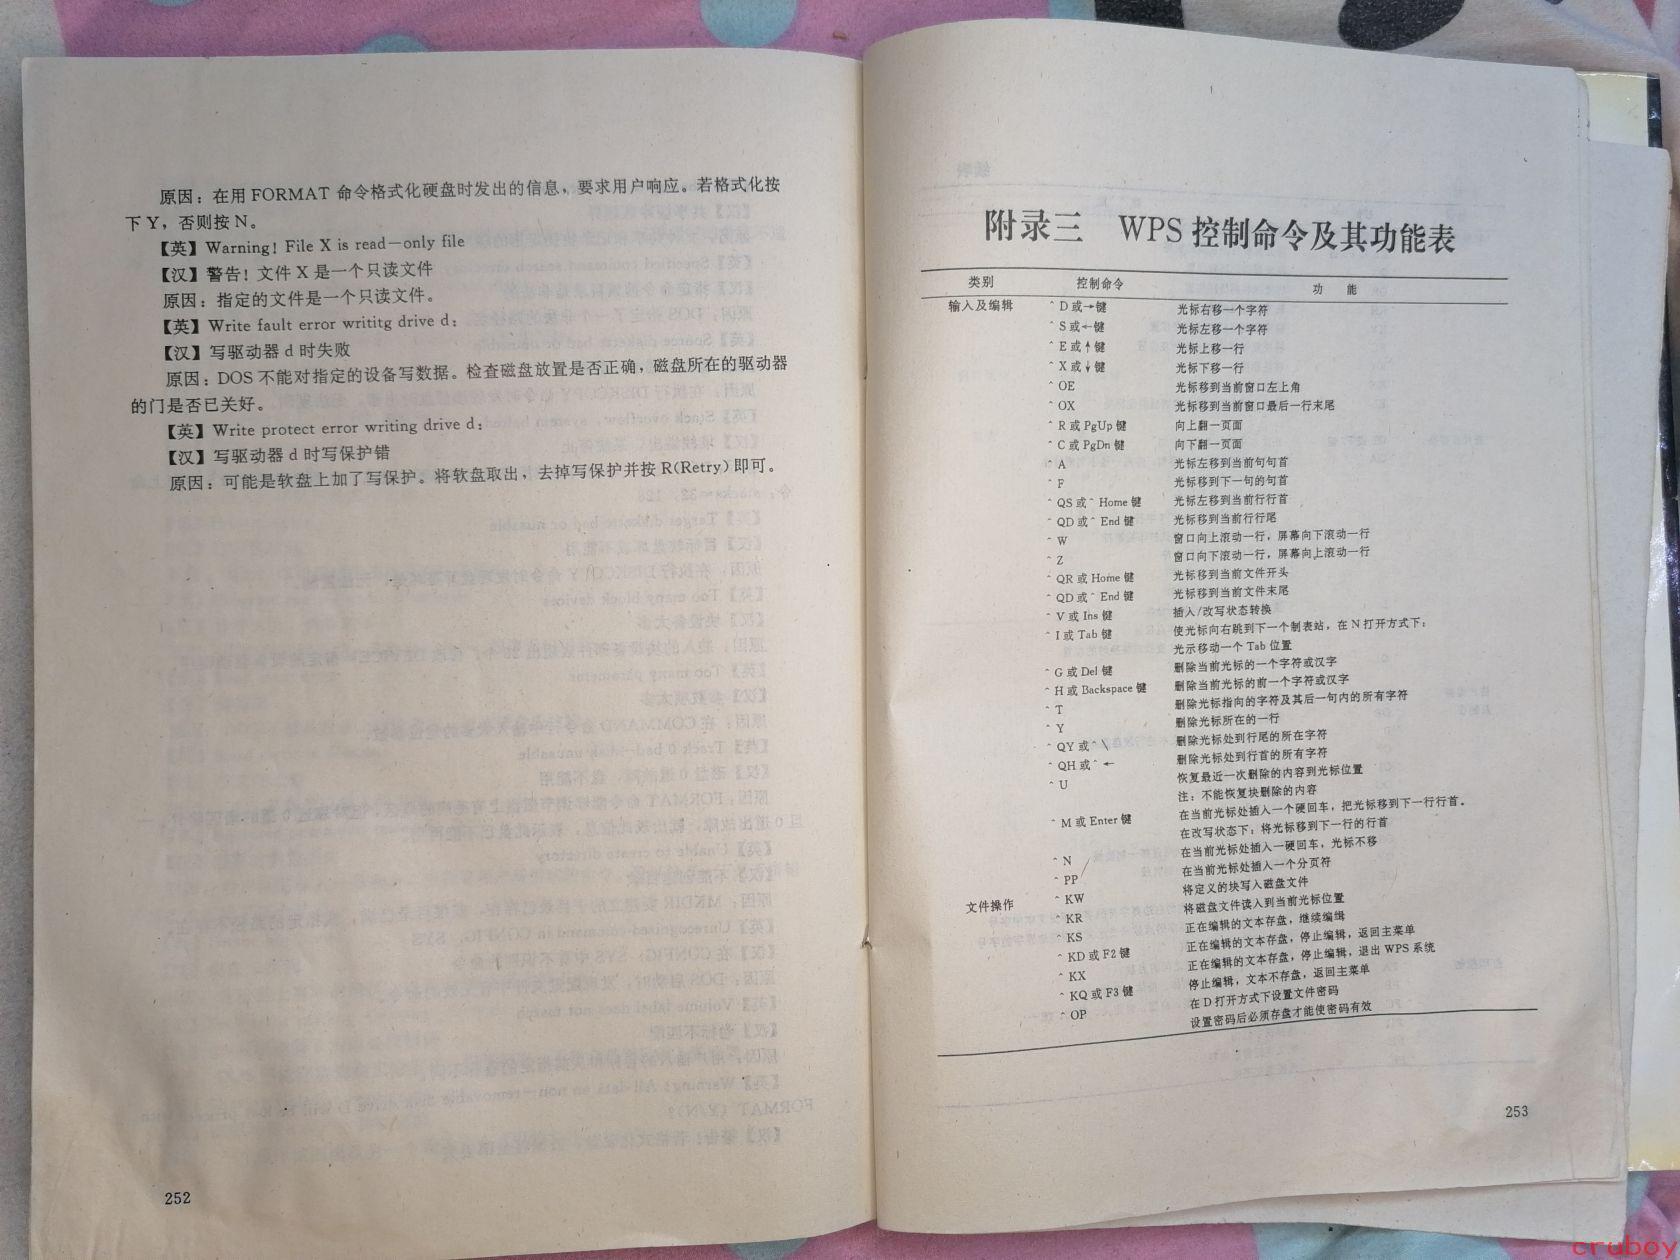 原因：在用 FORMAT 命令格式化硬盘时发出的信息，要求用户响应。若格式化按
下 Y，否则按 N。
【英】Warning! File X is read－only file
【汉】警告！文件 X 是一个只读文件
原因：指定的文件是一个只读文件。
【英】Write fault error writitg drive d：
【汉】写驱动器 d 时失败
原因：DOS 不能对指定的设备写数据。检查磁盘放置是否正确，磁盘所在的驱动器
的门是否已关好。
【英】Write protect error writing drive d：
【汉】写驱动器 d 时写保护错
原因：可能是软盘上加了写保护。将软盘取出，去掉写保护并按 R(Retry)即可。
252
附录三 WPS 控制命令及其功能表
类别 控制命令 功 能
输入及编辑 ＾D 或→键 光标右移一个字符
＾S 或←键 光标左移一个字符
＾E 或↑键 光标上移一行
＾X 或↓键 光标下移一行
＾OE 光标移到当前窗口左上角
＾OX 光标移到当前窗口最后一行末尾
＾R 或 PgUp 键 向上翻一页面
＾C 或 PgDn 键 向下翻一页面
＾A 光标左移到当前句句首
＾F 光标移到下一句的句首
＾QS 或＾Home 键 光标左移到当前行行首
＾QD 或＾End 键 光标移到当前行行尾
＾W 窗口向上滚动一行，屏幕向下滚动一行
＾Z 窗口向下滚动一行，屏幕向上滚动一行
＾QR 或 Home 键 光标移到当前文件开头
＾QD 或＾End 键 光标移到当前文件末尾
＾V 或 Ins 键 插入/改写状态转换
＾I 或 Tab 键 使光标向右跳到下一个制表站，在 N 打开方式下：
光示移动一个 Tab 位置
＾G 或 Del 键 删除当前光标的一个字符或汉字
＾H 或 Backspace 键 删除当前光标的前一个字符或汉字
＾T 删除光标指向的字符及其后一句内的所有字符
＾Y 删除光标所在的一行
＾QY 或＾\ 删除光标处到行尾的所在字符
＾QH 或＾← 删除光标处到行首的所有字符
＾U 恢复最近一次删除的内容到光标位置
注：不能恢复块删除的内容
＾M 或 Enter 键 在当前光标处插入一个硬回车，把光标移到下一行行首。
在改写状态下：将光标移到下一行的行首
＾N 在当前光标处插入一硬回车，光标不移
＾PP 在当前光标处插入一个分页符
文件操作 ＾KW 将定义的块写入磁盘文件
＾KR 将磁盘文件读入到当前光标位置
＾KS 正在编辑的文本存盘，继续编缉
＾KD 或 F2 键 正在编辑的文本存盘，停止编辑，返回主菜单
＾KX 正在编辑的文本存盘，停止编辑，退出 WPS 系统
＾KQ 或 F3 键 停止编辑，文本不存盘，返回主菜单
＾OP 在 D 打开方式下设置文件密码
设置密码后必须存盘才能使密码有效
253
cruboy